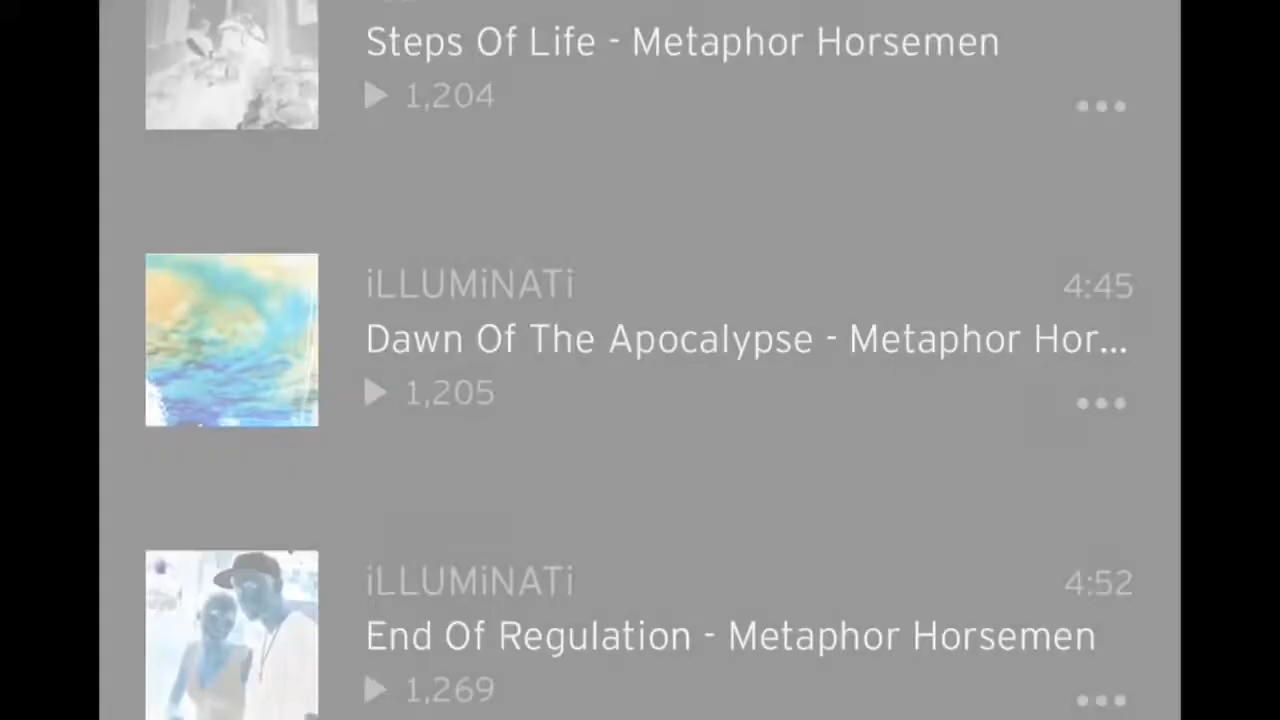 Steps Of Life - Metaphor Horsemen
1,204
iLLUMiNATi
4:45
Dawn Of The Apocalypse - Metaphor Hor...
1,205
iLLUMiNATi
4:52
End Of Regulation - Metaphor Horsemen
1,269